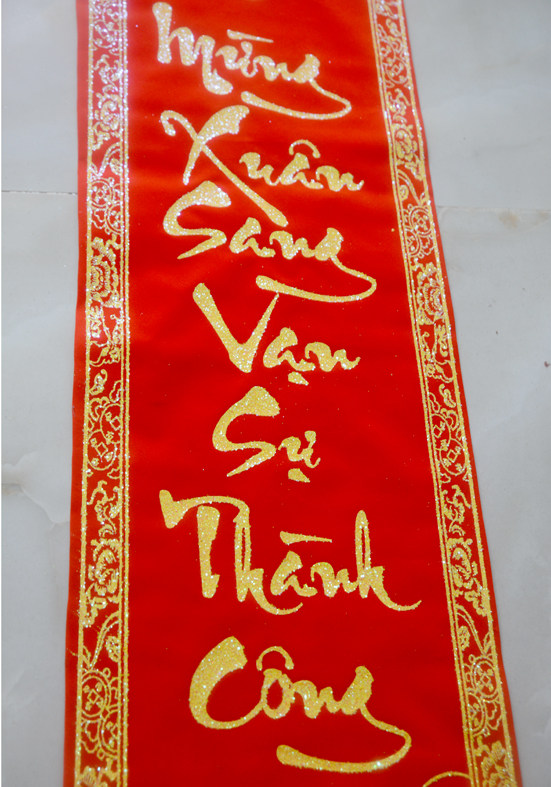 Mừng
Xuân
Sang
Vạn
Sự
Thành
Công